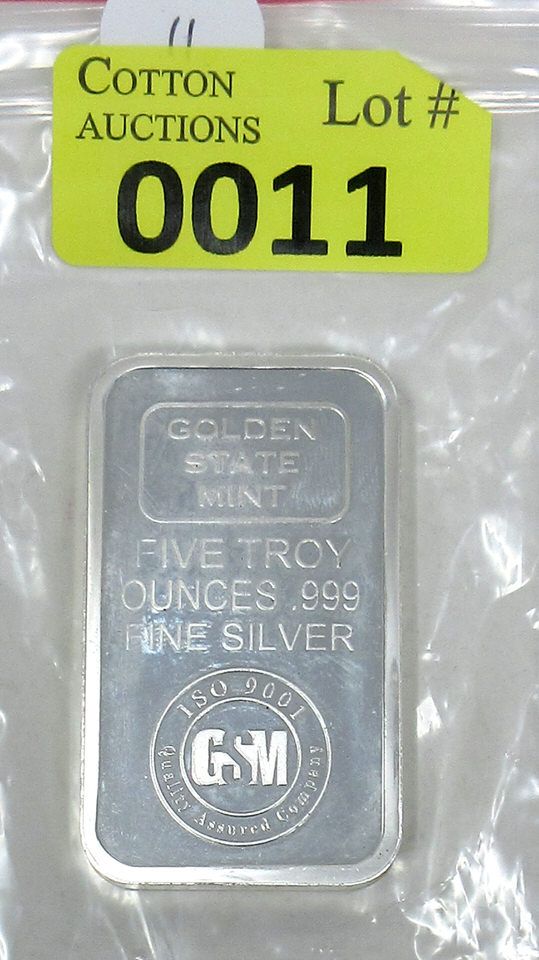 11
COTTON
AUCTIONS
Lot #
0011
GOLDEN
STATE
MINT
FIVE TROY
OUNCES .999
FINE SILVER
ISO 9001
GSM
Quality Assured Company